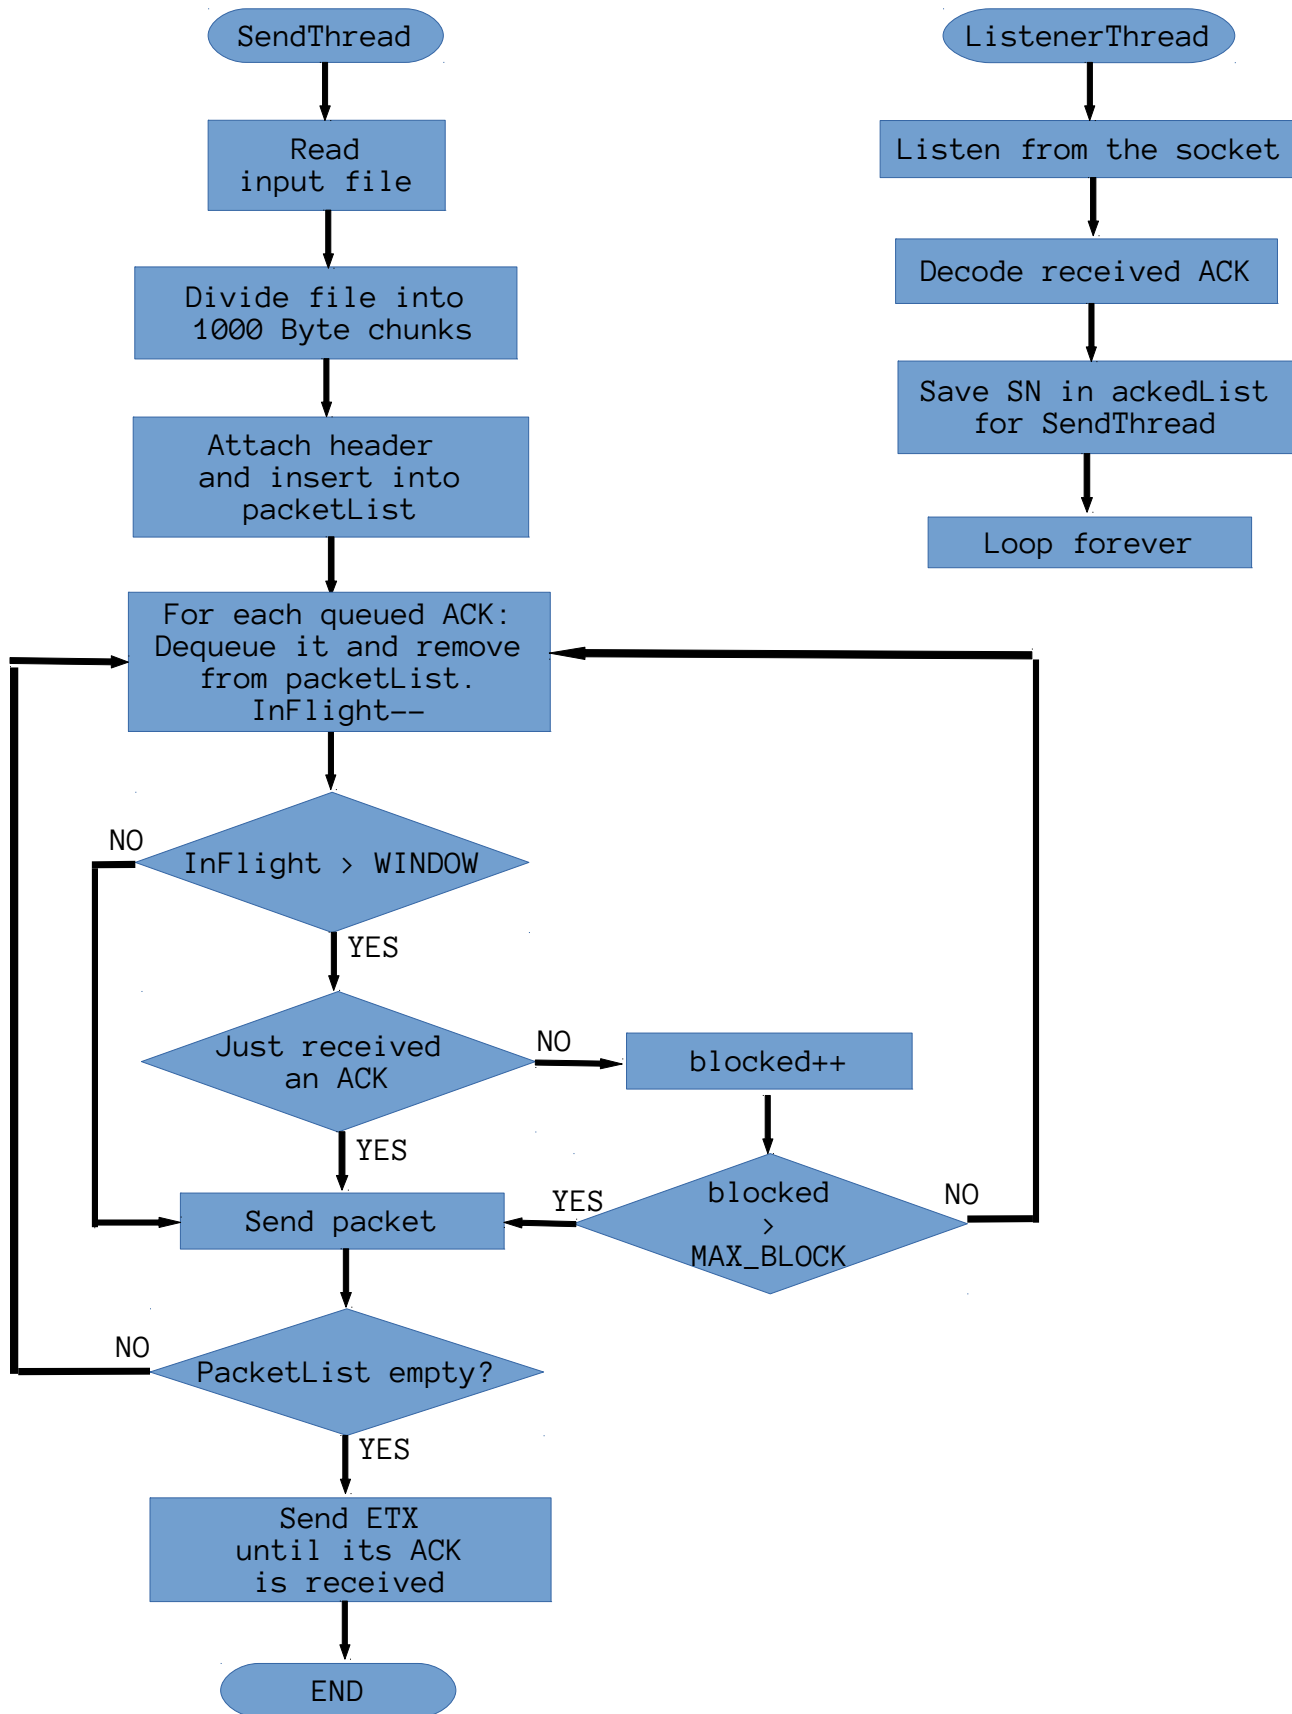 SendThread
Read
input file
Divide file into
1000 Byte chunks
Attach header
and insert into
packetList
For each queued ACK:
Dequeue it and remove
from packetList.
InFlight--
NO
InFlight > WINDOW
YES
Just received
an ACK
NO
blocked++
YES
Send packet
YES
blocked
>
MAX_BLOCK
NO
NO
PacketList empty?
YES
Send ETX
until its ACK
is received
END
ListenerThread
Listen from the socket
Decode received ACK
Save SN in ackedList
for SendThread
Loop forever